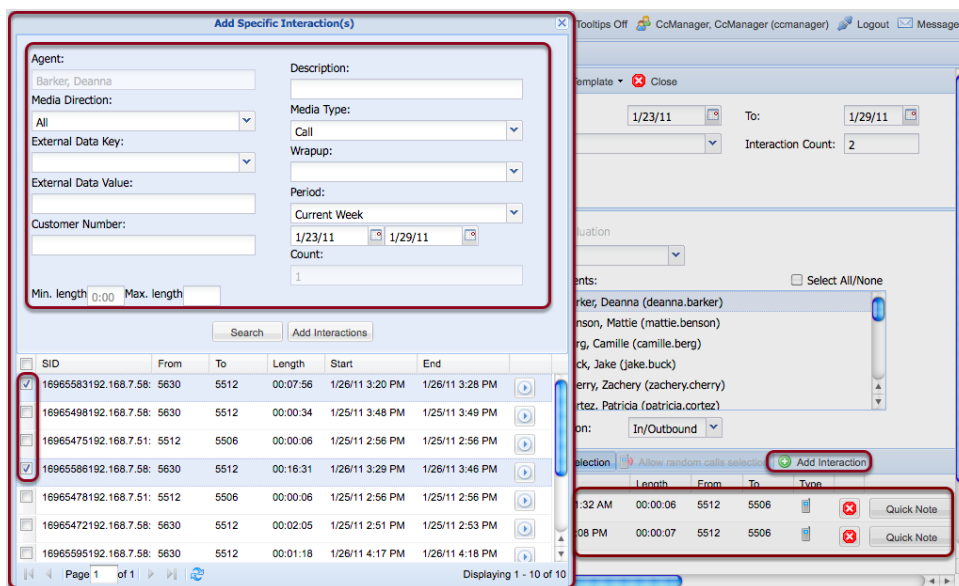 Add Specific Interaction(s)
Agent:
Barker, Deanna
Media Direction:
All
External Data Key:
External Data Value:
Customer Number:
Min. length 0:00 Max. length
Description:
Media Type:
Call
Wrapup:
Period:
Current Week
1/23/11 1/29/11
Count:
1
Search Add Interactions
SID From To Length Start End
16965583192.168.7.58: 5630 5512 00:07:56 1/26/11 3:20 PM 1/26/11 3:28 PM
16965498192.168.7.58: 5630 5512 00:00:34 1/25/11 3:48 PM 1/25/11 3:49 PM
16965475192.168.7.51: 5512 5506 00:00:06 1/25/11 2:56 PM 1/25/11 2:56 PM
16965586192.168.7.58: 5630 5512 00:16:31 1/26/11 3:29 PM 1/26/11 3:46 PM
16965478192.168.7.51: 5512 5506 00:00:06 1/25/11 2:56 PM 1/25/11 2:56 PM
16965472192.168.7.58: 5630 5512 00:02:05 1/25/11 2:51 PM 1/25/11 2:53 PM
16965595192.168.7.58: 5630 5512 00:01:18 1/26/11 4:17 PM 1/26/11 4:18 PM
Page 1 of 1 Displaying 1 - 10 of 10
Tooltips Off CcManager, CcManager (ccmanager) Logout Message
emplate Close
1/23/11 To: 1/29/11
Interaction Count: 2
luation
ents: Select All/None
rker, Deanna (deanna.barker)
nson, Mattie (mattie.benson)
rg, Camille (camille.berg)
ck, Jake (jake.buck)
erry, Zachery (zachery.cherry)
rtez, Patricia (patricia.cortez)
on: In/Outbound
election Allow random calls selection Add Interaction
Length From To Type
1:32 AM 00:00:06 5512 5506 Quick Note
:08 PM 00:00:07 5512 5506 Quick Note